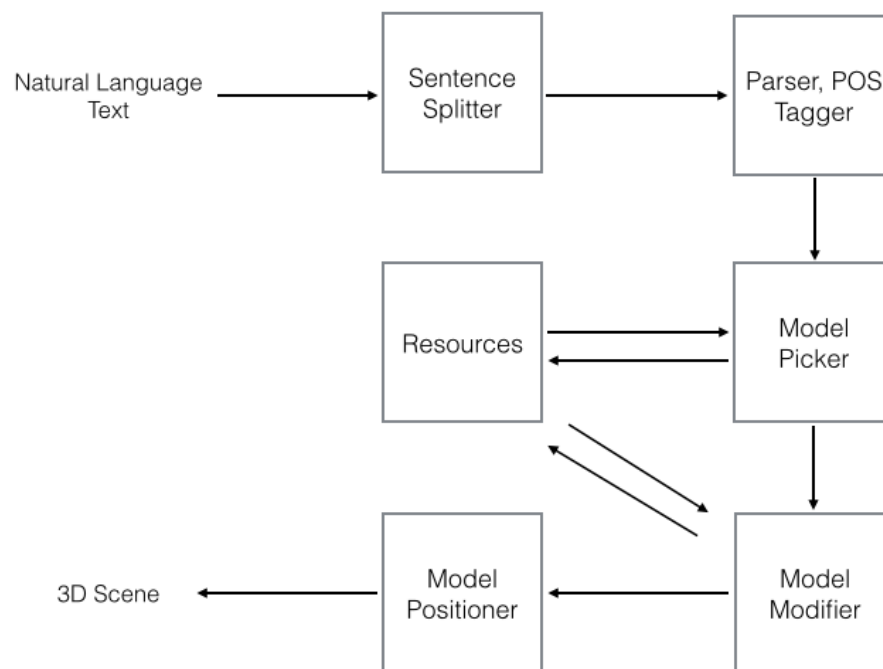 Natural Language
Text
Sentence
Splitter
Parser, POS
Tagger
Resources
Model
Picker
3D Scene
Model
Positioner
Model
Modifier